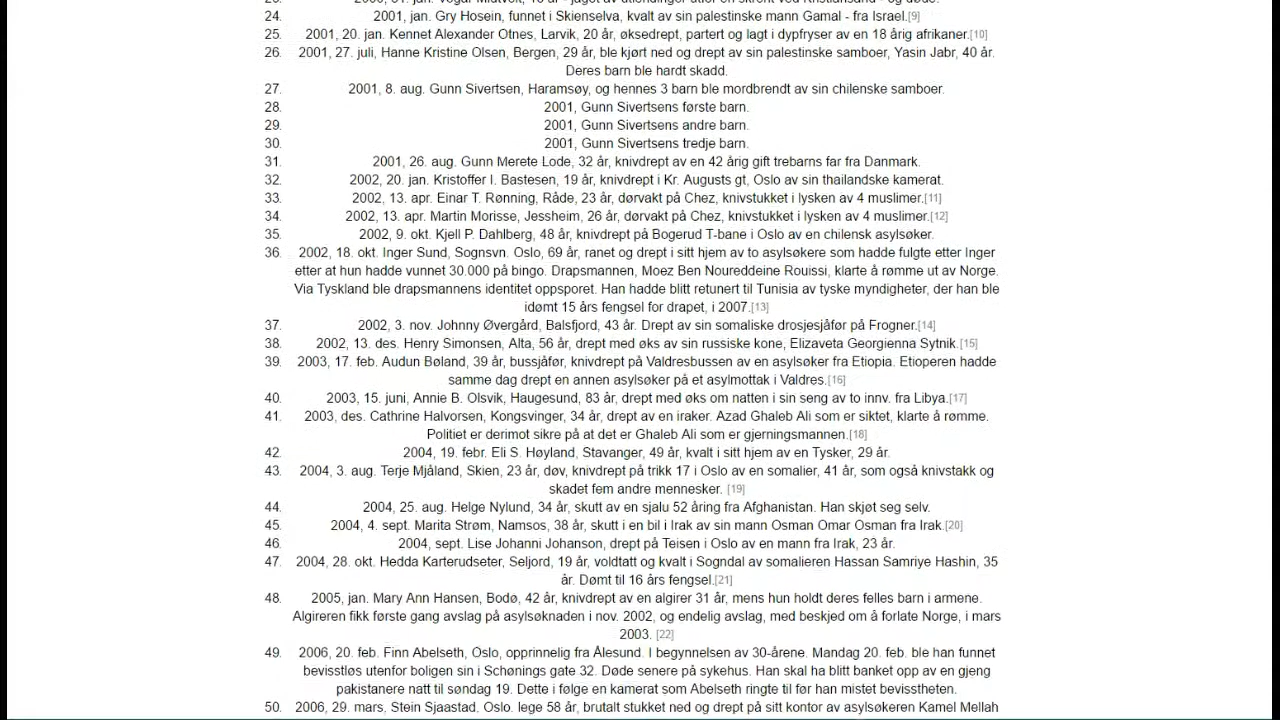 24. 2001, jan. Gry Hosein, funnet i Skienselva, kvalt av sin palestinske mann Gamal - fra Israel.[9]
25. 2001, 20. jan. Kennet Alexander Otnes, Larvik, 20 år, øksedrept, partert og lagt i dypfryser av en 18 årig afrikaner.[10]
26. 2001, 27. juli, Hanne Kristine Olsen, Bergen, 29 år, ble kjørt ned og drept av sin palestinske samboer, Yasin Jabr, 40 år.
Deres barn ble hardt skadd.
27. 2001, 8. aug. Gunn Sivertsen, Haramsøy, og hennes 3 barn ble mordbrendt av sin chilenske samboer.
28. 2001, Gunn Sivertsens første barn.
29. 2001, Gunn Sivertsens andre barn.
30. 2001, Gunn Sivertsens tredje barn.
31. 2001, 26. aug. Gunn Merete Lode, 32 år, knivdrept av en 42 årig gift trebarns far fra Danmark.
32. 2002, 20. jan. Kristoffer I. Bastesen, 19 år, knivdrept i Kr. Augusts gt, Oslo av sin thailandske kamerat.
33. 2002, 13. apr. Einar T. Rønning, Råde, 23 år, dørvakt på Chez, knivstukket i lysken av 4 muslimer.[11]
34. 2002, 13. apr. Martin Morisse, Jessheim, 26 år, dørvakt på Chez, knivstukket i lysken av 4 muslimer.[12]
35. 2002, 9. okt. Kjell P. Dahlberg, 48 år, knivdrept på Bogerud T-bane i Oslo av en chilensk asylsøker.
36. 2002, 18. okt. Inger Sund, Sognsvn. Oslo, 69 år, ranet og drept i sitt hjem av to asylsøkere som hadde fulgte etter Inger
etter at hun hadde vunnet 30.000 på bingo. Drapsmannen, Moez Ben Noureddeine Rouissi, klarte å rømme ut av Norge.
Via Tyskland ble drapsmannens identitet oppsporet. Han hadde blitt retunert til Tunisia av tyske myndigheter, der han ble
idømt 15 års fengsel for drapet, i 2007.[13]
37. 2002, 3. nov. Johnny Øvergård, Balsfjord, 43 år. Drept av sin somaliske drosjesjåfør på Frogner.[14]
38. 2002, 13. des. Henry Simonsen, Alta, 56 år, drept med øks av sin russiske kone, Elizaveta Georgienna Sytnik.[15]
39. 2003, 17. feb. Audun Bøland, 39 år, bussjåfør, knivdrept på Valdresbussen av en asylsøker fra Etiopia. Etioperen hadde
samme dag drept en annen asylsøker på et asylmottak i Valdres.[16]
40. 2003, 15. juni, Annie B. Olsvik, Haugesund, 83 år, drept med øks om natten i sin seng av to innv. fra Libya.[17]
41. 2003, des. Cathrine Halvorsen, Kongsvinger, 34 år, drept av en iraker. Azad Ghaleb Ali som er siktet, klarte å rømme.
Politiet er derimot sikre på at det er Ghaleb Ali som er gjerningsmannen.[18]
42. 2004, 19. febr. Eli S. Høyland, Stavanger, 49 år, kvalt i sitt hjem av en Tysker, 29 år.
43. 2004, 3. aug. Terje Mjåland, Skien, 23 år, døv, knivdrept på trikk 17 i Oslo av en somalier, 41 år, som også knivstakk og
skadet fem andre mennesker. [19]
44. 2004, 25. aug. Helge Nylund, 34 år, skutt av en sjalu 52 åring fra Afghanistan. Han skjøt seg selv.
45. 2004, 4. sept. Marita Strøm, Namsos, 38 år, skutt i en bil i Irak av sin mann Osman Omar Osman fra Irak.[20]
46. 2004, sept. Lise Johanni Johanson, drept på Teisen i Oslo av en mann fra Irak, 23 år.
47. 2004, 28. okt. Hedda Karterudseter, Seljord, 19 år, voldtatt og kvalt i Sogndal av somalieren Hassan Samriye Hashin, 35
år. Dømt til 16 års fengsel.[21]
48. 2005, jan. Mary Ann Hansen, Bodø, 42 år, knivdrept av en algirer 31 år, mens hun holdt deres felles barn i armene.
Algireren fikk første gang avslag på asylsøknaden i nov. 2002, og endelig avslag, med beskjed om å forlate Norge, i mars
2003. [22]
49. 2006, 20. feb. Finn Abelseth, Oslo, opprinnelig fra Ålesund. I begynnelsen av 30-årene. Mandag 20. feb. ble han funnet
bevisstløs utenfor boligen sin i Schønings gate 32. Døde senere på sykehus. Han skal ha blitt banket opp av en gjeng
pakistanere natt til søndag 19. Dette i følge en kamerat som Abelseth ringte til før han mistet bevisstheten.
50. 2006, 29. mars, Stein Sjaastad, Oslo, lege 58 år, brutalt stukket ned og drept på sitt kontor av asylsøkeren Kamel Mellah